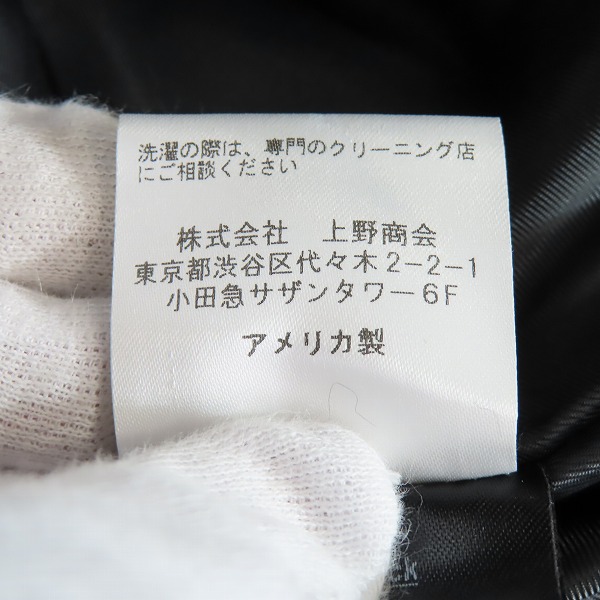 洗濯の際は、専門のクリーニング店
にご相談ください
株式会社　上野商会
東京都渋谷区代々木2-2-1
小田急サザンタワー6F
アメリカ製